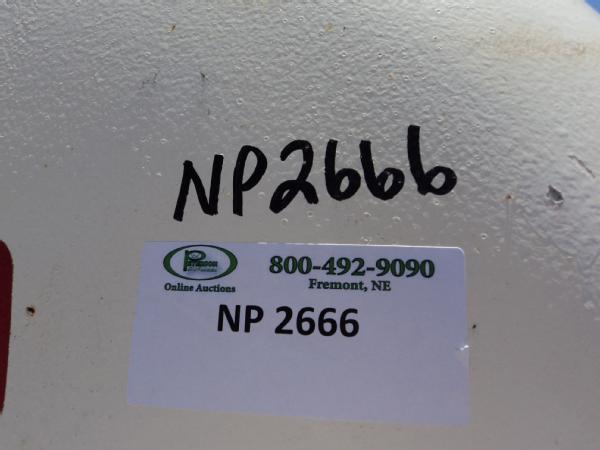 NP2666
800-492-9090
Online Auctions
Fremont, NE
NP 2666